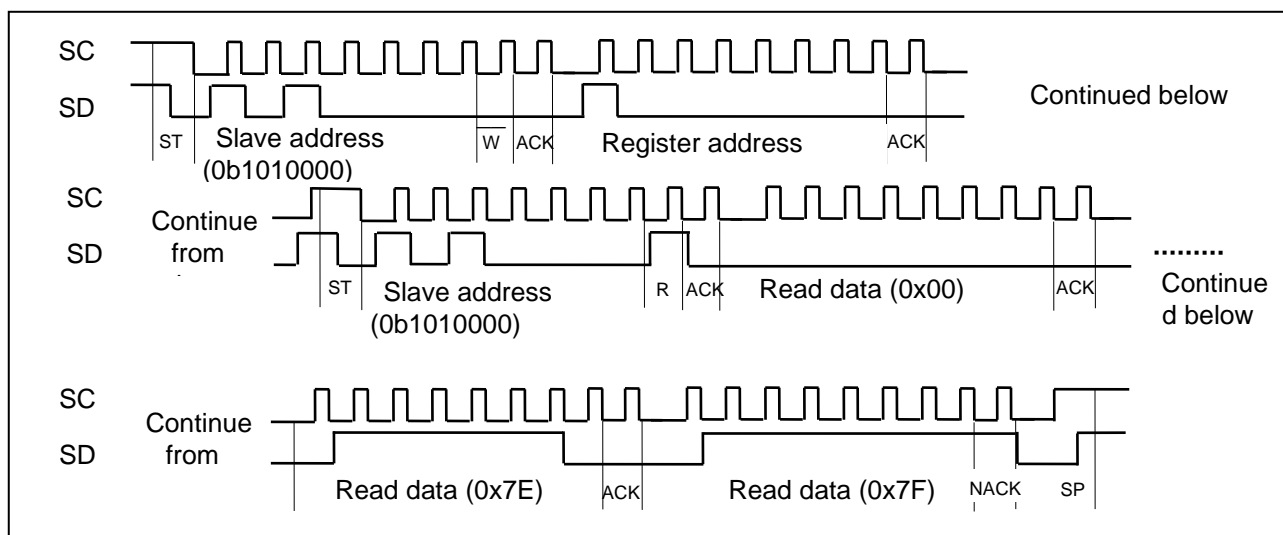 SC
SD
Continued below
ST
Slave address
(0b1010000)
W
ACK
Register address
ACK
SC
Continue
from
SD
ST
Slave address
(0b1010000)
R
ACK
Read data (0x00)
ACK
.........
Continue
d below
SC
Continue
from
SD
Read data (0x7E)
ACK
Read data (0x7F)
NACK
SP